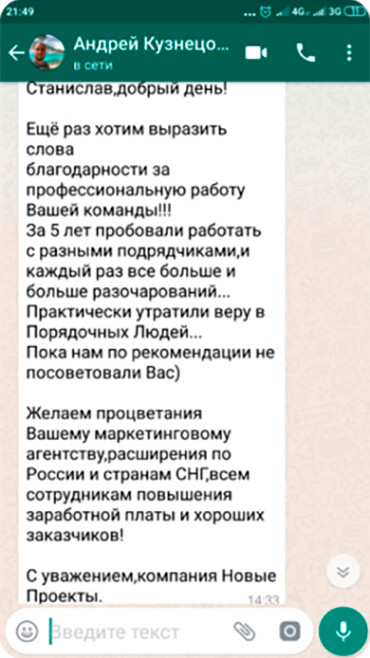 21:49
... 4G 3G
Андрей Кузнецо...
в сети
Станислав,добрый день!
Ещё раз хотим выразить
слова
благодарности за
профессиональную работу
Вашей команды!!!
За 5 лет пробовали работать
с разными подрядчиками,и
каждый раз все больше и
больше разочарований...
Практически утратили веру в
Порядочных Людей...
Пока нам по рекомендации не
посоветовали Вас)
Желаем процветания
Вашему маркетинговому
агентству,расширения по
России и странам СНГ,всем
сотрудникам повышения
заработной платы и хороших
заказчиков!
С уважением,компания Новые
Проекты.
14:33
Введите текст